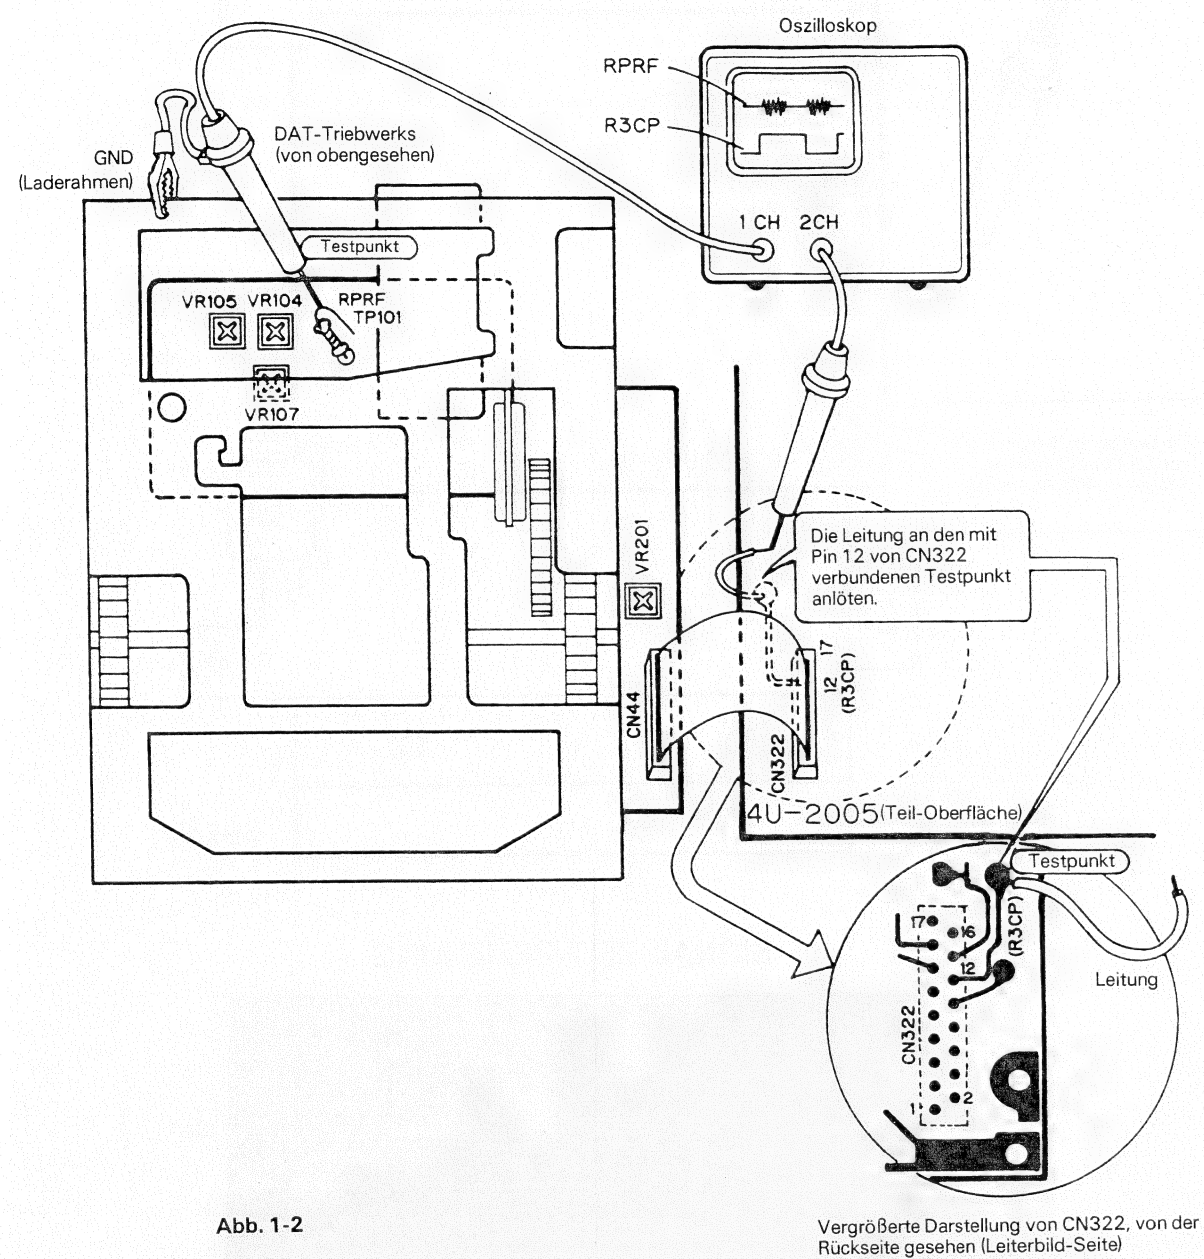 Oszilloskop
RPRF
R3CP
1 CH 2CH
DAT-Triebwerks
(von obengesehen)
GND
(Laderahmen)
Testpunkt
VR105 VR104 RPRF
TP101
VR107
VR201
Die Leitung an den mit
Pin 12 von CN322
verbundenen Testpunkt
anlöten.
17
12
(R3CP)
CN44
CN322
4U-2005(Teil-Oberfläche)
Testpunkt
(R3CP)
17
16
12
Leitung
CN322
2
1
Abb. 1-2
Vergrößerte Darstellung von CN322, von der
Rückseite gesehen (Leiterbild-Seite)